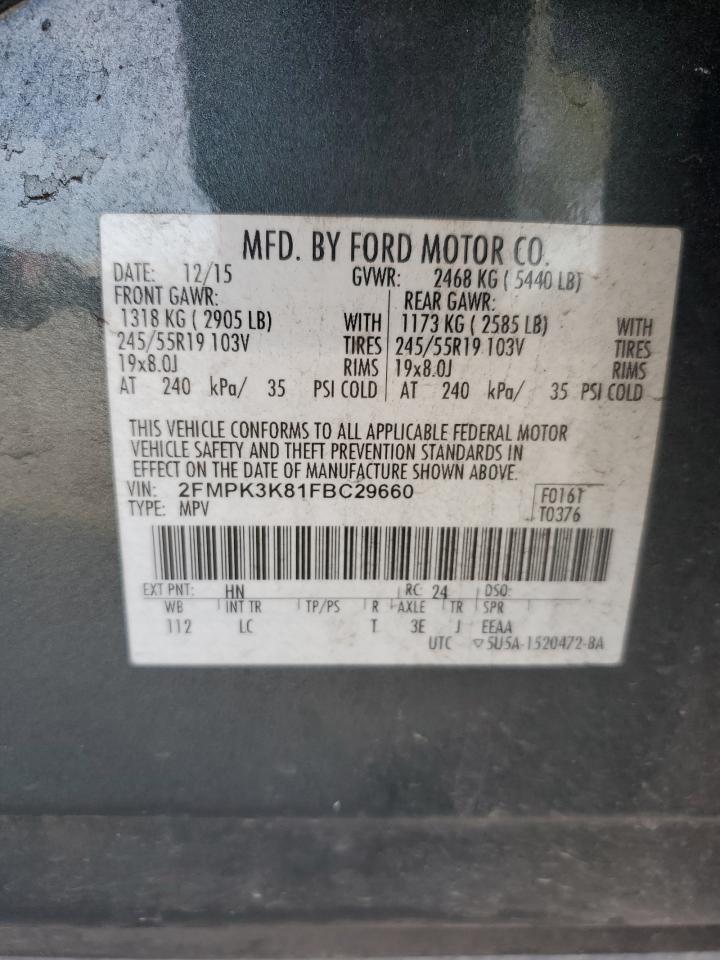 MFD. BY FORD MOTOR CO.
DATE: 12/15 GVWR: 2468 KG ( 5440 LB)
FRONT GAWR: REAR GAWR:
1318 KG ( 2905 LB) WITH 1173 KG ( 2585 LB) WITH
245/55R19 103V TIRES 245/55R19 103V TIRES
19x8.0J RIMS 19x8.0J RIMS
AT 240 kPa/ 35 PSI COLD AT 240 kPa/ 35 PSI COLD
THIS VEHICLE CONFORMS TO ALL APPLICABLE FEDERAL MOTOR
VEHICLE SAFETY AND THEFT PREVENTION STANDARDS IN
EFFECT ON THE DATE OF MANUFACTURE SHOWN ABOVE.
VIN: 2FMPK3K81FBC29660 F0161
TYPE: MPV T0376
EXT PNT: HN RC: 24 DSO:
WB INT TR TP/PS R AXLE TR SPR
112 LC T 3E J EEAA
UTC ▽5U5A-1520472-BA